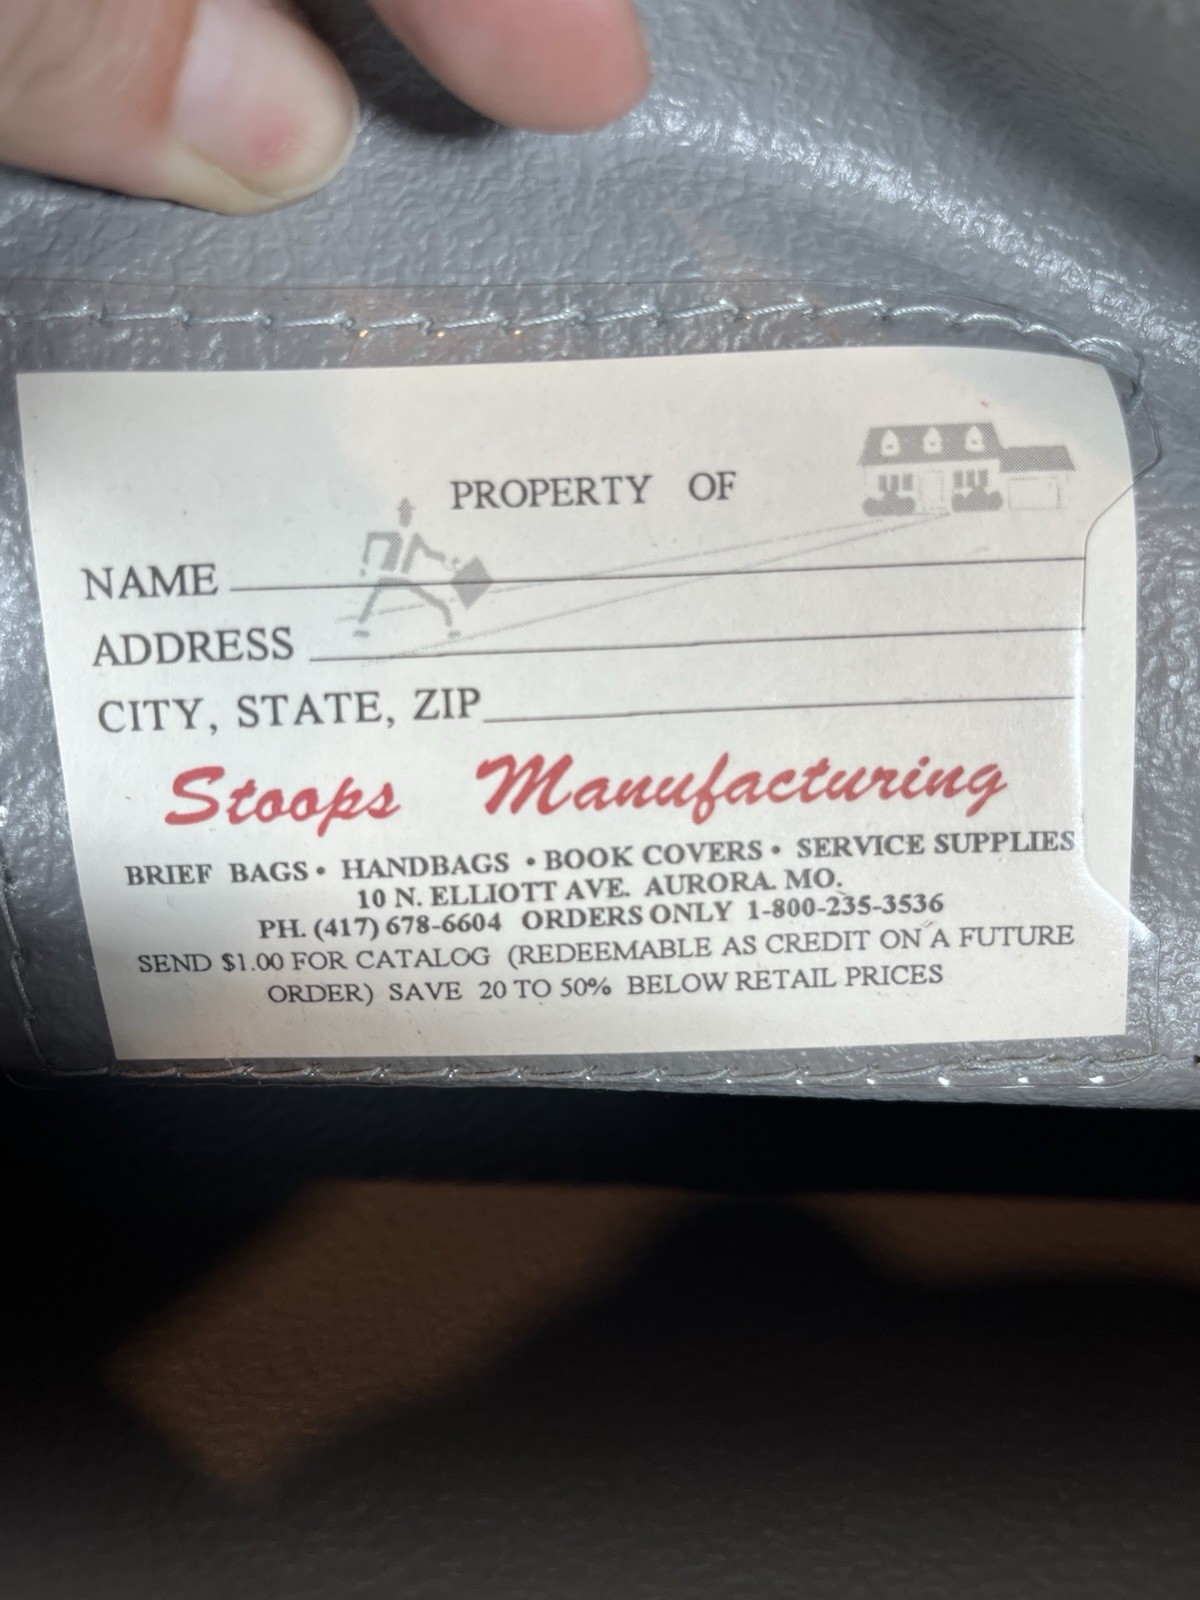 PROPERTY OF
NAME
ADDRESS
CITY, STATE, ZIP
Stoops Manufacturing
BRIEF BAGS • HANDBAGS • BOOK COVERS • SERVICE SUPPLIES
10 N. ELLIOTT AVE. AURORA. MO.
PH. (417) 678-6604 ORDERS ONLY 1-800-235-3536
SEND $1.00 FOR CATALOG (REDEEMABLE AS CREDIT ON A FUTURE
ORDER) SAVE 20 TO 50% BELOW RETAIL PRICES